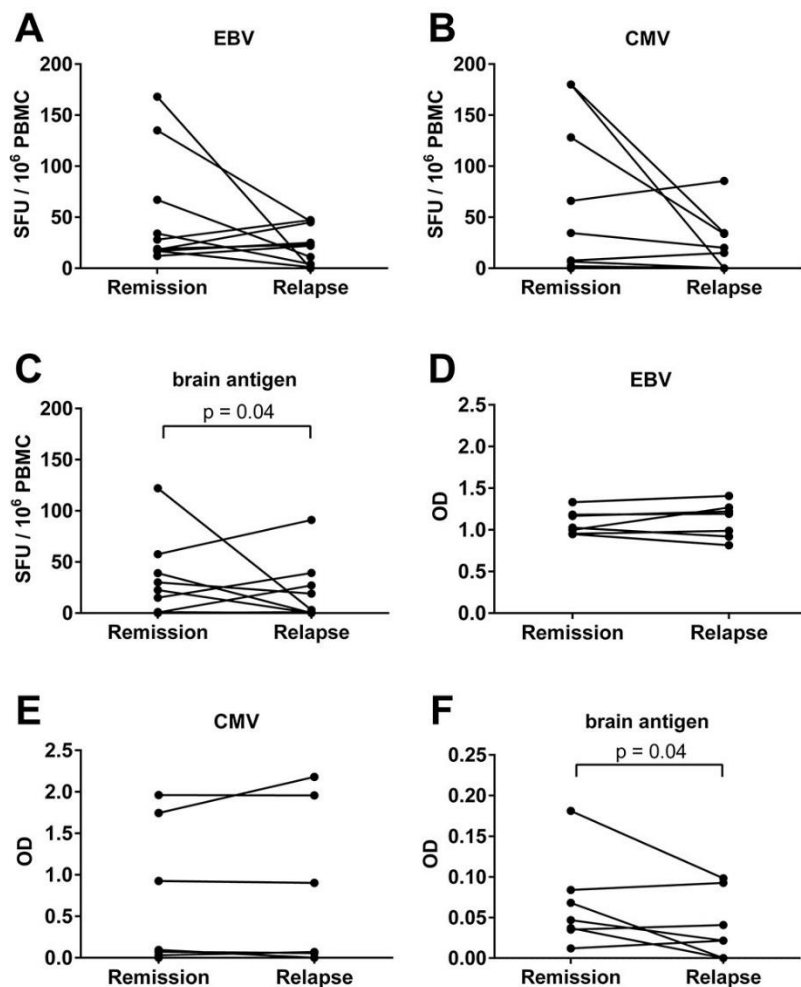 A
EBV
SFU / 10⁶ PBMC
200
150
100
50
0
Remission Relapse
B
CMV
SFU / 10⁶ PBMC
200
150
100
50
0
Remission Relapse
C
brain antigen
p = 0.04
SFU / 10⁶ PBMC
200
150
100
50
0
Remission Relapse
D
EBV
OD
2.5
2.0
1.5
1.0
0.5
0.0
Remission Relapse
E
CMV
OD
2.5
2.0
1.5
1.0
0.5
0.0
Remission Relapse
F
brain antigen
p = 0.04
OD
0.25
0.20
0.15
0.10
0.05
0.00
Remission Relapse